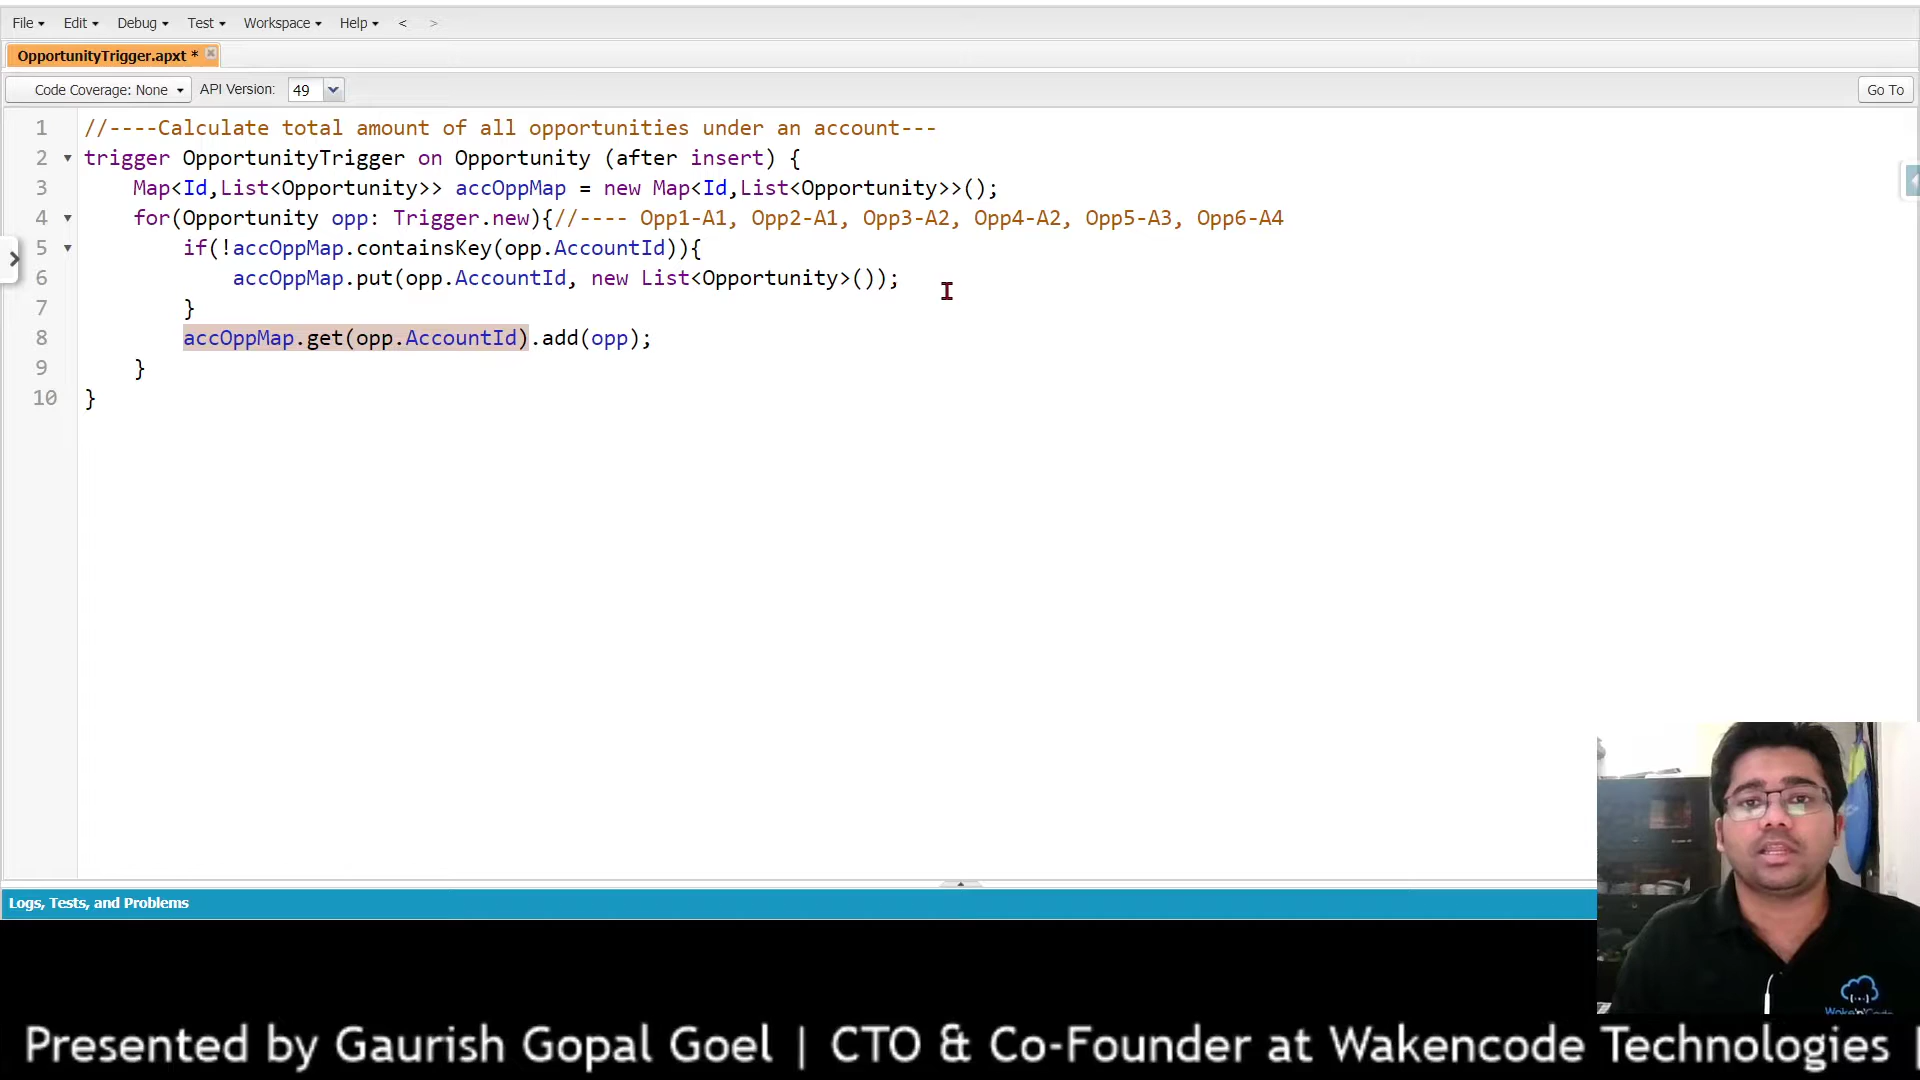 File Edit Debug Test Workspace Help < >
OpportunityTrigger.apxt *
Code Coverage: None API Version: 49 Go To
1 //----Calculate total amount of all opportunities under an account---
2 trigger OpportunityTrigger on Opportunity (after insert) {
3 Map<Id,List<Opportunity>> accOppMap = new Map<Id,List<Opportunity>>();
4 for(Opportunity opp: Trigger.new){//---- Opp1-A1, Opp2-A1, Opp3-A2, Opp4-A2, Opp5-A3, Opp6-A4
5 if(!accOppMap.containsKey(opp.AccountId)){
6 accOppMap.put(opp.AccountId, new List<Opportunity>());
7 }
8 accOppMap.get(opp.AccountId).add(opp);
9 }
10 }
Logs, Tests, and Problems
Wake'n'Code
Presented by Gaurish Gopal Goel | CTO & Co-Founder at Wakencode Technologies |